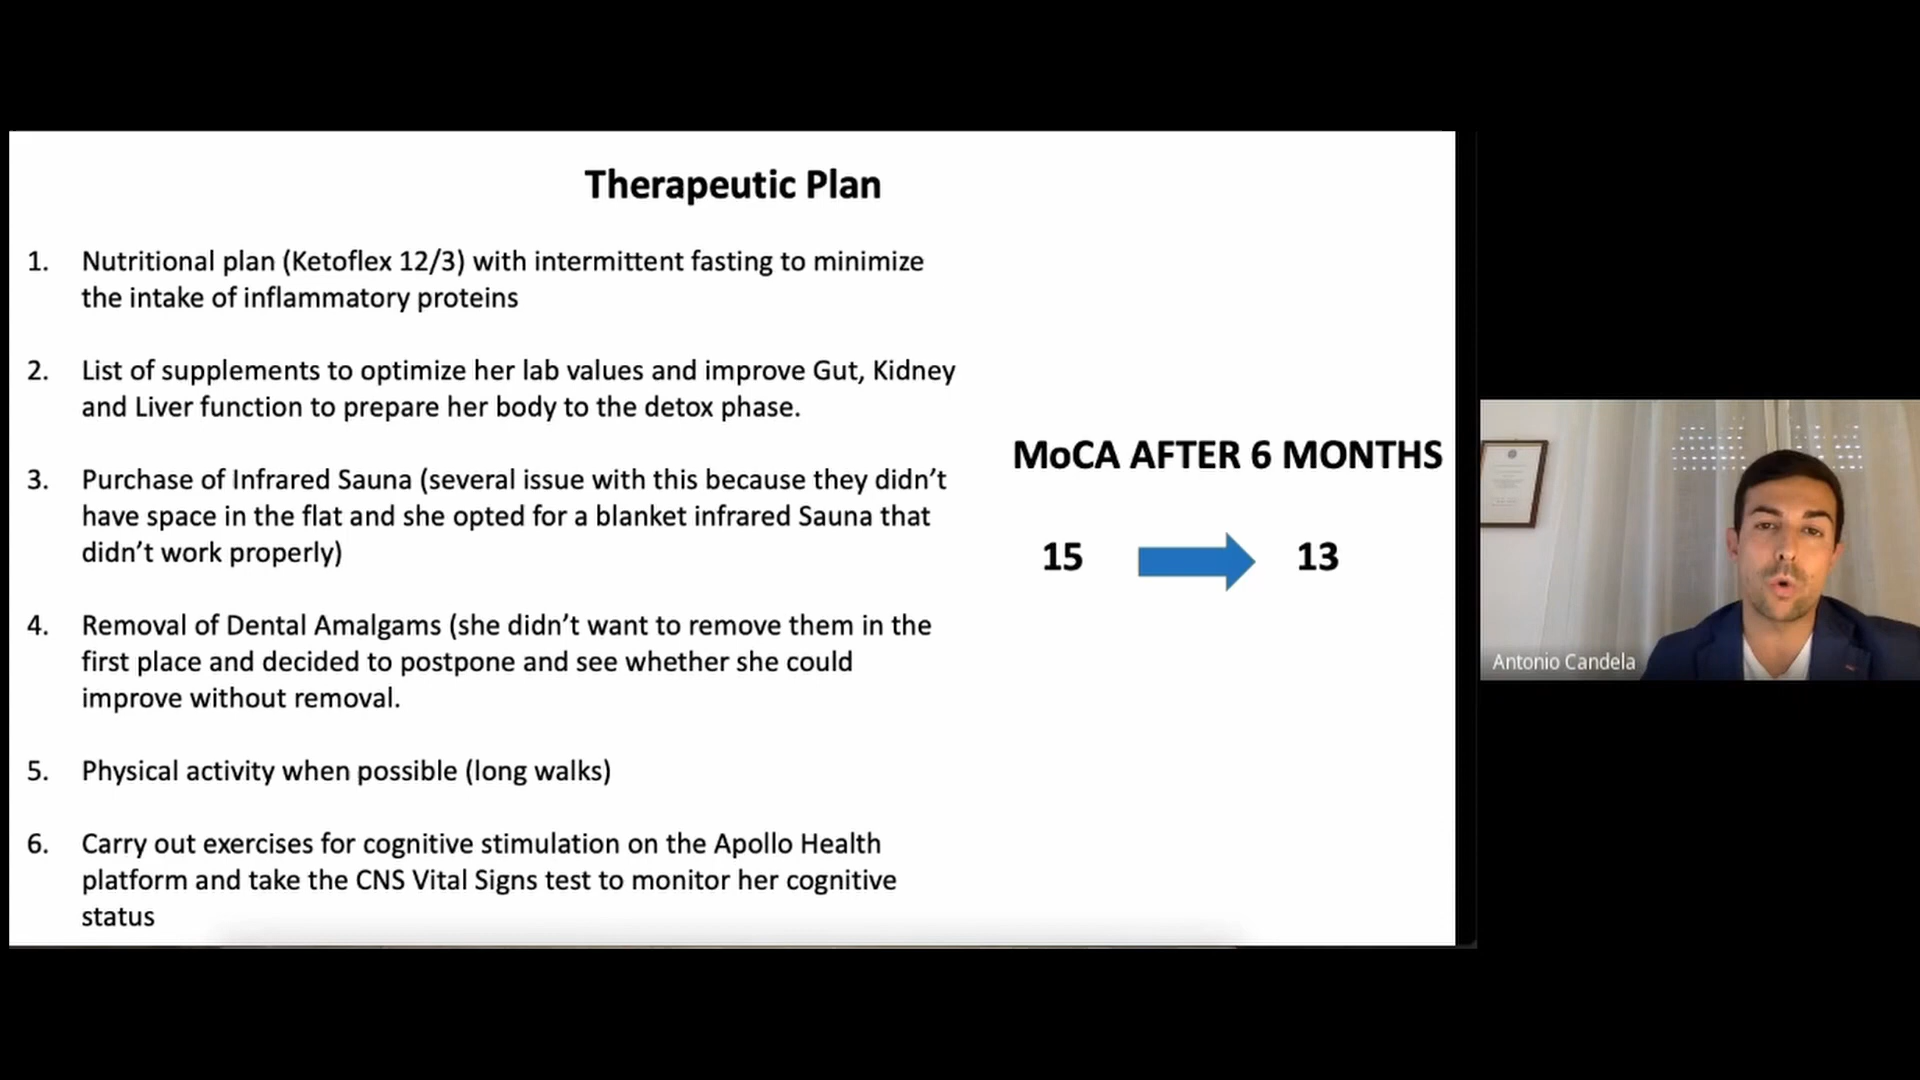 Therapeutic Plan
1. Nutritional plan (Ketoflex 12/3) with intermittent fasting to minimize
the intake of inflammatory proteins
2. List of supplements to optimize her lab values and improve Gut, Kidney
and Liver function to prepare her body to the detox phase.
3. Purchase of Infrared Sauna (several issue with this because they didn’t
have space in the flat and she opted for a blanket infrared Sauna that
didn’t work properly)
4. Removal of Dental Amalgams (she didn’t want to remove them in the
first place and decided to postpone and see whether she could
improve without removal.
5. Physical activity when possible (long walks)
6. Carry out exercises for cognitive stimulation on the Apollo Health
platform and take the CNS Vital Signs test to monitor her cognitive
status
MoCA AFTER 6 MONTHS
15 13
Antonio Candela